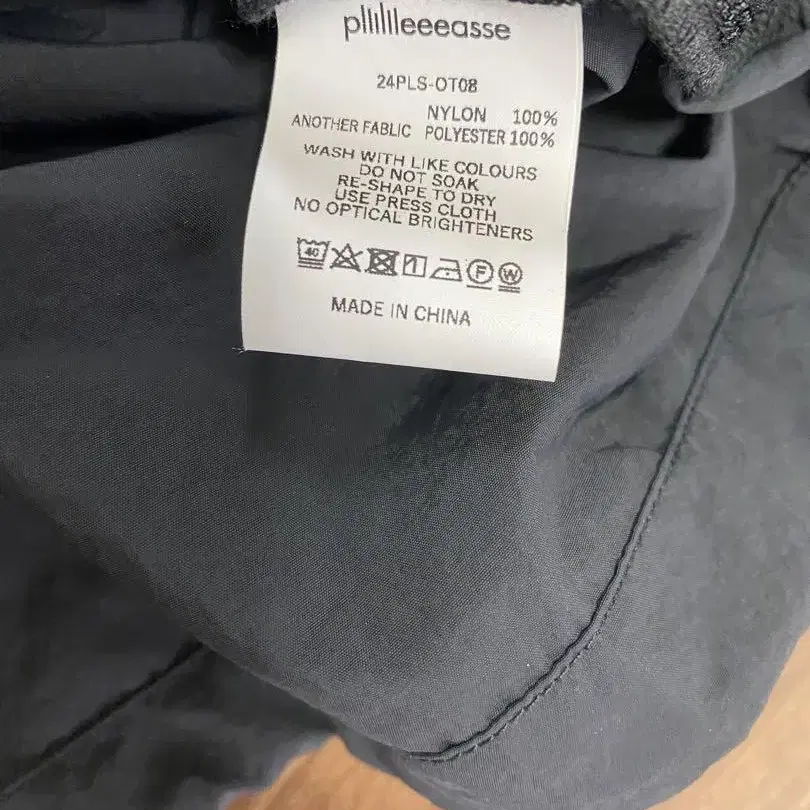 plllllleeeasse
24PLS-OT08
NYLON 100%
ANOTHER FABLIC POLYESTER 100%
WASH WITH LIKE COLOURS
DO NOT SOAK
RE-SHAPE TO DRY
USE PRESS CLOTH
NO OPTICAL BRIGHTENERS
40 F W
MADE IN CHINA